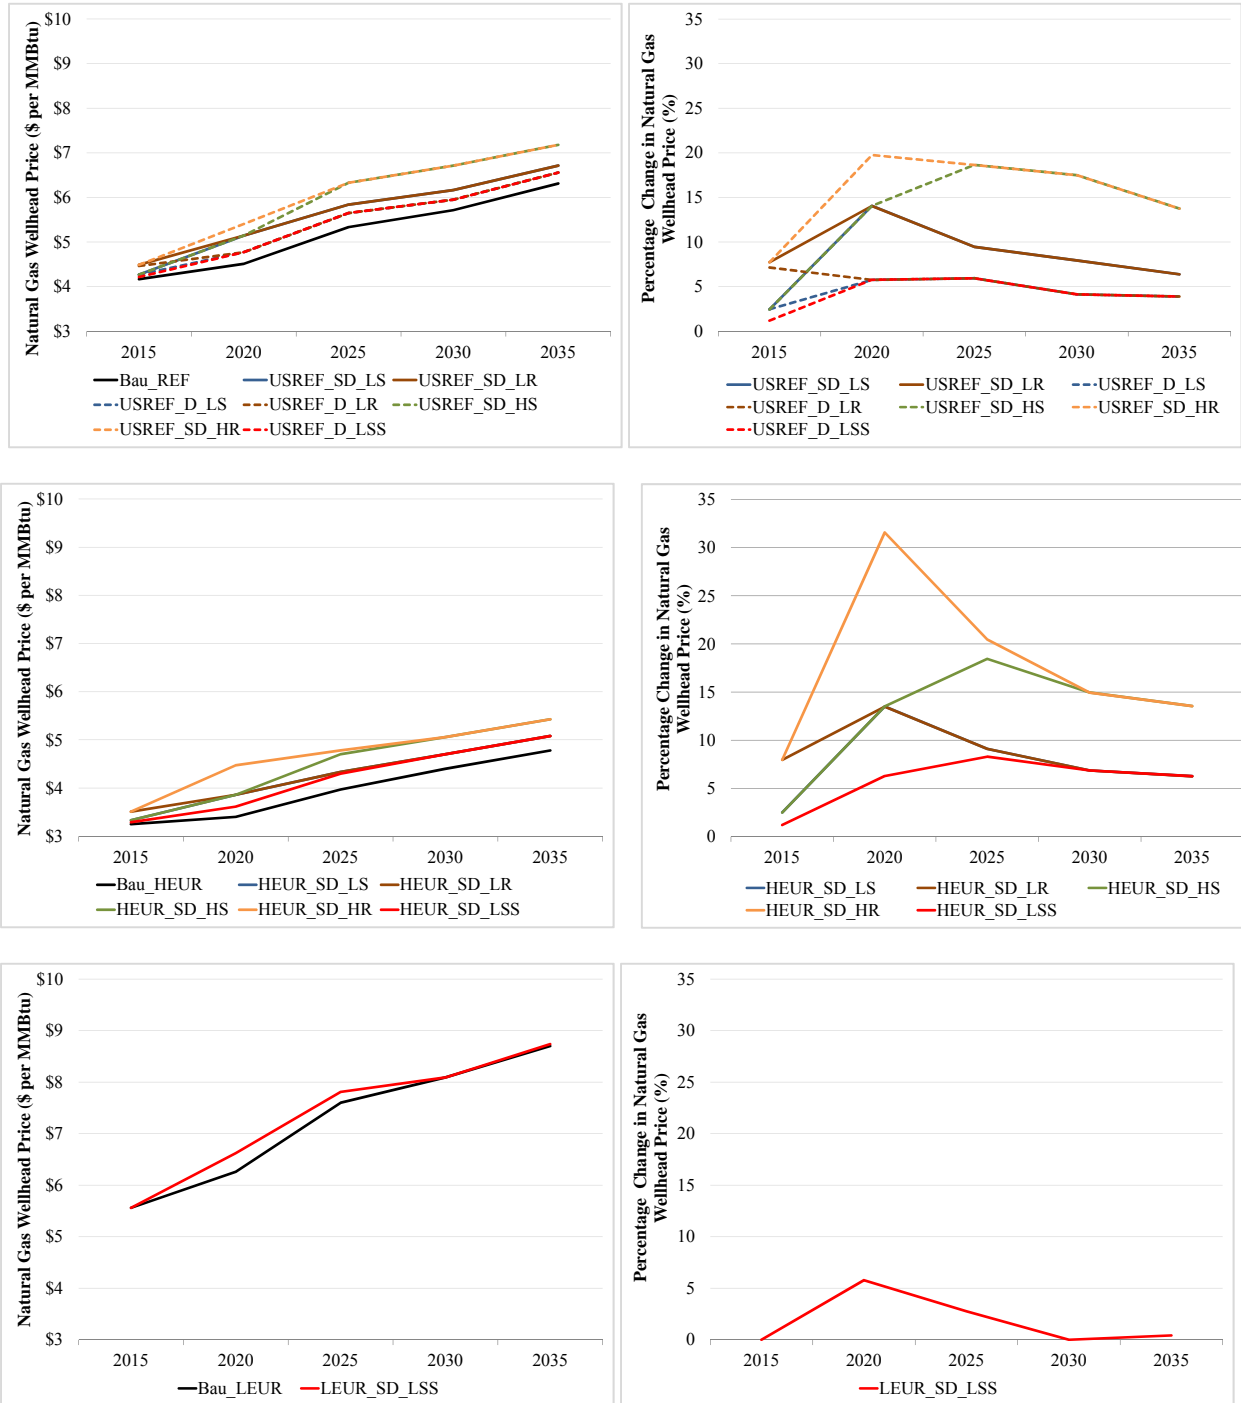 Natural Gas Wellhead Price ($ per MMBtu)
$10
$9
$8
$7
$6
$5
$4
$3
2015 2020 2025 2030 2035
Bau_REF USREF_SD_LS USREF_SD_LR
USREF_D_LS USREF_D_LR USREF_SD_HS
USREF_SD_HR USREF_D_LSS
Percentage Change in Natural Gas
Wellhead Price (%)
35
30
25
20
15
10
5
0
2015 2020 2025 2030 2035
USREF_SD_LS USREF_SD_LR USREF_D_LS
USREF_D_LR USREF_SD_HS USREF_SD_HR
USREF_D_LSS
Natural Gas Wellhead Price ($ per MMBtu)
$10
$9
$8
$7
$6
$5
$4
$3
2015 2020 2025 2030 2035
Bau_HEUR HEUR_SD_LS HEUR_SD_LR
HEUR_SD_HS HEUR_SD_HR HEUR_SD_LSS
Percentage Change in Natural Gas
Wellhead Price (%)
35
30
25
20
15
10
5
0
2015 2020 2025 2030 2035
HEUR_SD_LS HEUR_SD_LR HEUR_SD_HS
HEUR_SD_HR HEUR_SD_LSS
Natural Gas Wellhead Price ($ per MMBtu)
$10
$9
$8
$7
$6
$5
$4
$3
2015 2020 2025 2030 2035
Bau_LEUR LEUR_SD_LSS
Percentage Change in Natural Gas
Wellhead Price (%)
35
30
25
20
15
10
5
0
2015 2020 2025 2030 2035
LEUR_SD_LSS